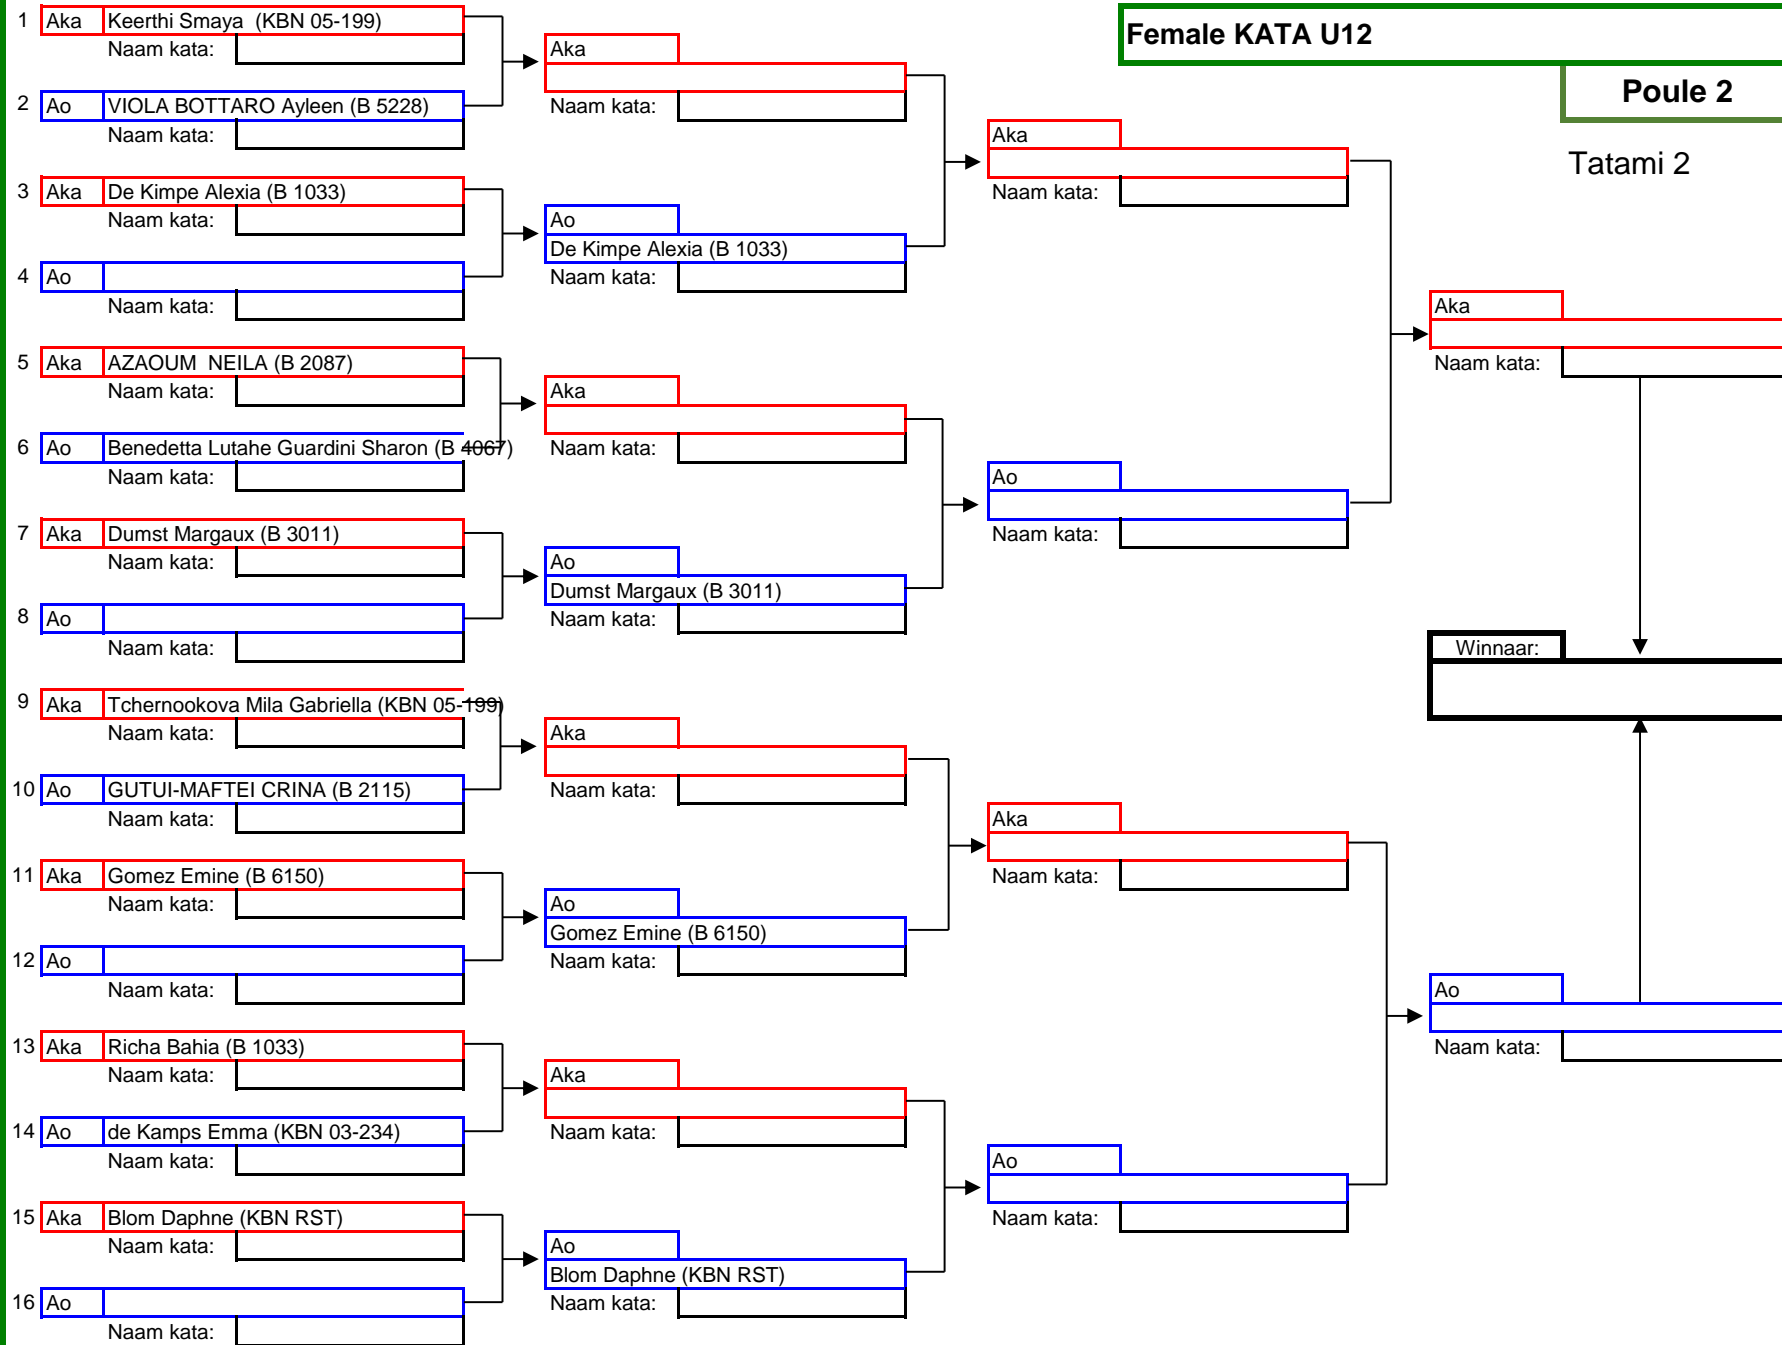 Female KATA U12
Poule 2
Tatami 2
1 Aka Keerthi Smaya (KBN 05-199)
Naam kata:
2 Ao VIOLA BOTTARO Ayleen (B 5228)
Naam kata:
3 Aka De Kimpe Alexia (B 1033)
Naam kata:
4 Ao
Naam kata:
5 Aka AZAOUM NEILA (B 2087)
Naam kata:
6 Ao Benedetta Lutahe Guardini Sharon (B 4067)
Naam kata:
7 Aka Dumst Margaux (B 3011)
Naam kata:
8 Ao
Naam kata:
9 Aka Tchernookova Mila Gabriella (KBN 05-199)
Naam kata:
10 Ao GUTUI-MAFTEI CRINA (B 2115)
Naam kata:
11 Aka Gomez Emine (B 6150)
Naam kata:
12 Ao
Naam kata:
13 Aka Richa Bahia (B 1033)
Naam kata:
14 Ao de Kamps Emma (KBN 03-234)
Naam kata:
15 Aka Blom Daphne (KBN RST)
Naam kata:
16 Ao
Naam kata:
Aka
Naam kata:
Ao
De Kimpe Alexia (B 1033)
Naam kata:
Aka
Naam kata:
Ao
Dumst Margaux (B 3011)
Naam kata:
Aka
Naam kata:
Ao
Gomez Emine (B 6150)
Naam kata:
Aka
Naam kata:
Ao
Blom Daphne (KBN RST)
Naam kata:
Aka
Naam kata:
Ao
Naam kata:
Aka
Naam kata:
Ao
Naam kata:
Aka
Naam kata:
Winnaar:
Ao
Naam kata: